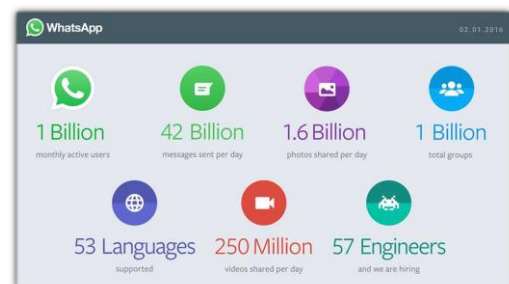 WhatsApp
02.01.2016
1 Billion
monthly active users
42 Billion
messages sent per day
1.6 Billion
photos shared per day
1 Billion
total groups
53 Languages
supported
250 Million
videos shared per day
57 Engineers
and we are hiring